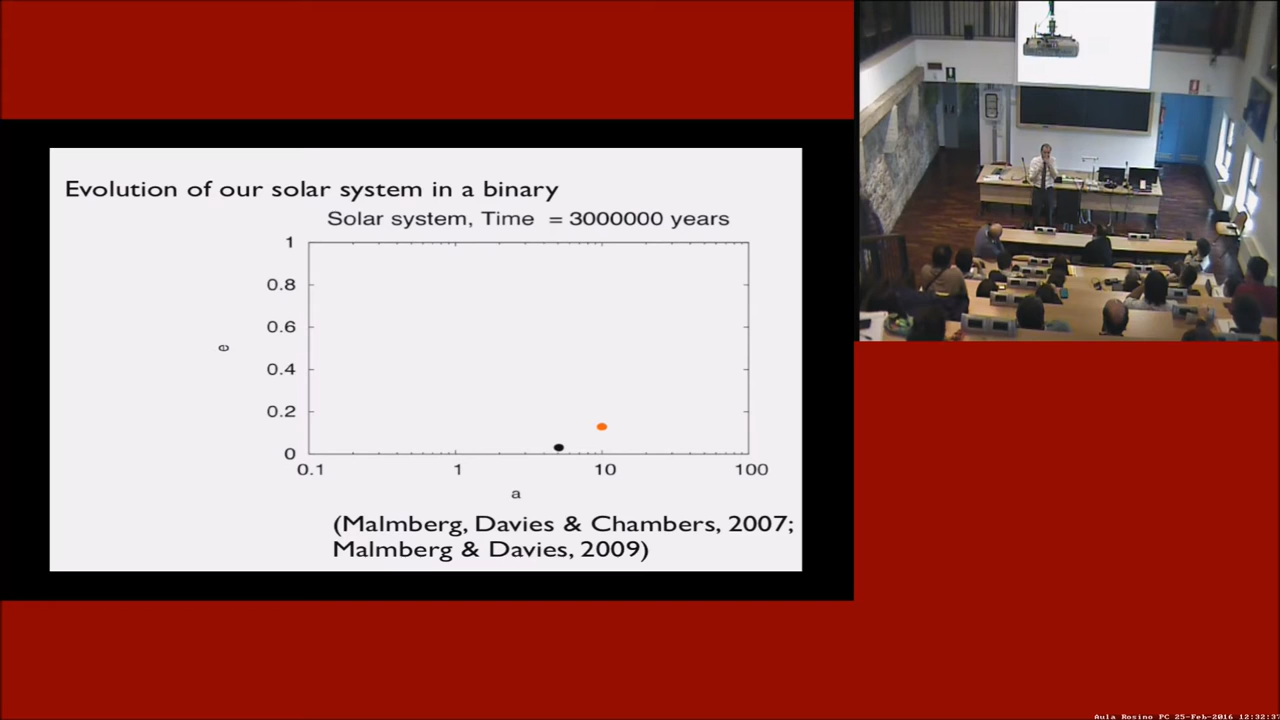 Evolution of our solar system in a binary
Solar system, Time = 3000000 years
1
0.8
0.6
0.4
0.2
0
e
0.1
1
10
100
a
(Malmberg, Davies & Chambers, 2007;
Malmberg & Davies, 2009)
Aula Rosino PC 25-Feb-2016 12:32:3